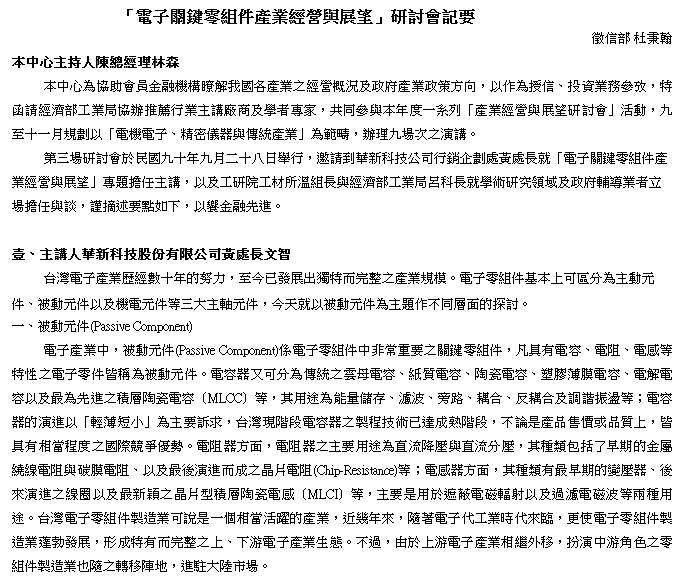 「電子關鍵零組件產業經營與展望」研討會記要
徵信部 杜秉翰
本中心主持人陳總經理林森
本中心為協助會員金融機構瞭解我國各產業之經營概況及政府產業政策方向，以作為授信、投資業務參攷，特
函請經濟部工業局協辦推薦行業主講廠商及學者專家，共同參與本年度一系列「產業經營與展望研討會」活動，九
至十一月規劃以「電機電子、精密儀器與傳統產業」為範疇，辦理九場次之演講。
第三場研討會於民國九十年九月二十八日舉行，邀請到華新科技公司行銷企劃處黃處長就「電子關鍵零組件產
業經營與展望」專題擔任主講，以及工研院工材所溫組長與經濟部工業局呂科長就學術研究領域及政府輔導業者立
場擔任與談，謹摘述要點如下，以饗金融先進。
壹、主講人華新科技股份有限公司黃處長文智
台灣電子產業歷經數十年的努力，至今已發展出獨特而完整之產業規模。電子零組件基本上可區分為主動元
件、被動元件以及機電元件等三大主軸元件，今天就以被動元件為主題作不同層面的探討。
一、被動元件(Passive Component)
電子產業中，被動元件(Passive Component)係電子零組件中非常重要之關鍵零組件，凡具有電容、電阻、電感等
特性之電子零件皆稱為被動元件。電容器又可分為傳統之雲母電容、紙質電容、陶瓷電容、塑膠薄膜電容、電解電
容以及最為先進之積層陶瓷電容〔MLCC〕等，其用途為能量儲存、濾波、旁路、耦合、反耦合及調諧振盪等；電容
器的演進以「輕薄短小」為主要訴求，台灣現階段電容器之製程技術已達成熟階段，不論是產品售價或品質上，皆
具有相當程度之國際競爭優勢。電阻器方面，電阻器之主要用途為直流降壓與直流分壓，其種類包括了早期的金屬
繞線電阻與碳膜電阻、以及最後演進而成之晶片電阻(Chip-Resistance)等；電感器方面，其種類有最早期的變壓器、後
來演進之線圈以及最新穎之晶片型積層陶瓷電感〔MLCI〕等，主要是用於遮蔽電磁輻射以及過濾電磁波等兩種用
途。台灣電子零組件製造業可說是一個相當活躍的產業，近幾年來，隨著電子代工業時代來臨，更使電子零組件製
造業蓬勃發展，形成特有而完整之上、下游電子產業生態。不過，由於上游電子產業相繼外移，扮演中游角色之零
組件製造業也隨之轉移陣地，進駐大陸市場。